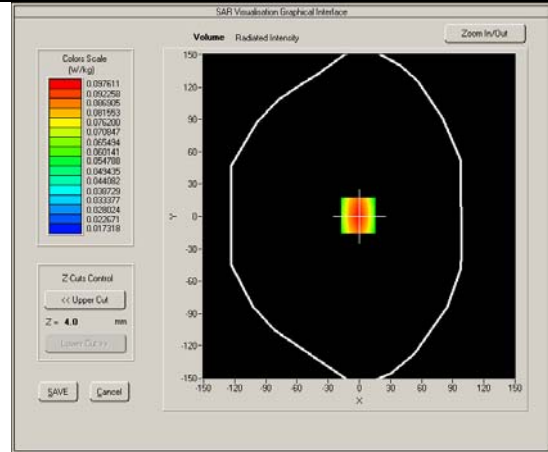 SAR Visualisation Graphical Interface
Volume Radiated Intensity
Zoom In/Out
Colors Scale
(W/kg)
0.097611
0.092258
0.086905
0.081553
0.076200
0.070847
0.065494
0.060141
0.054788
0.049435
0.044082
0.038729
0.033377
0.028024
0.022671
0.017318
150-
120-
90-
60-
30-
Y 0-
-30-
-60-
-90-
-120-
-150-
-150 -120 -90 -60 -30 0 30 60 90 120 150
X
Z Cuts Control
<< Upper Cut
Z = 4.0 mm
Lower Cut >>
SAVE
Cancel